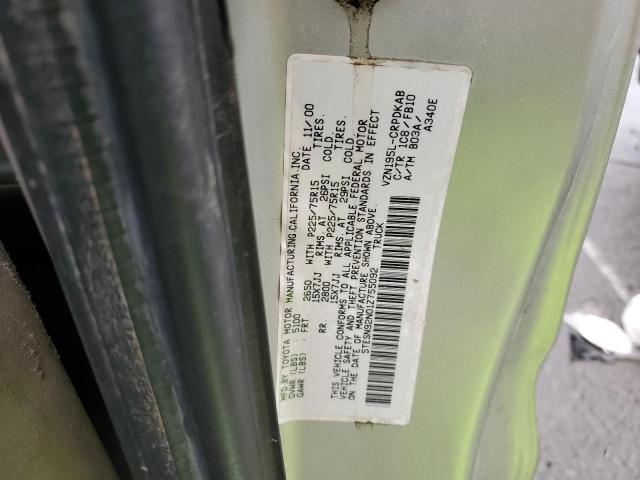 MFD BY TOYOTA MOTOR MANUFACTURING CALIFORNIA INC.
GVWR (LBS) : 5100 DATE 11/00
GAWR (LBS) : FRT. 2650 WITH P225/75R15 TIRES.
15X7JJ RIMS AT 26PSI COLD.
RR. 2800 WITH P225/75R15 TIRES.
15X7JJ RIMS AT 29PSI COLD.
THIS VEHICLE CONFORMS TO ALL APPLICABLE FEDERAL MOTOR
VEHICLE SAFETY AND THEFT PREVENTION STANDARDS IN EFFECT
ON THE DATE OF MANUFACTURE SHOWN ABOVE.
5TESM92N01Z755092 TRUCK
VZN195L-CRPDKAB
C/TR 1C8 /FB10
A/TM B03A/
A340E